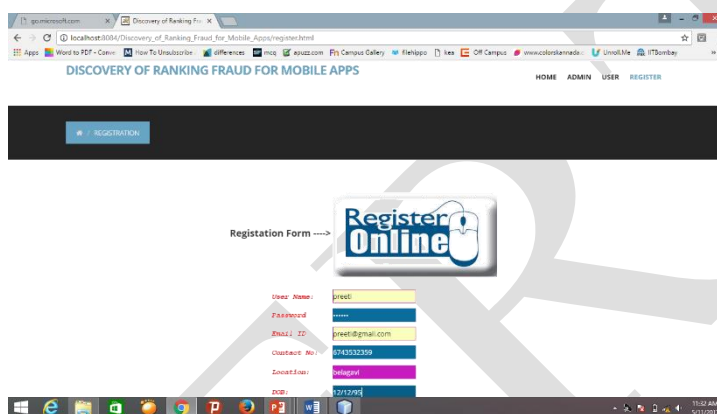 go.microsoft.com
Discovery of Ranking Fra
localhost:8084/Discovery_of_Ranking_Fraud_for_Mobile_Apps/register.html
Apps Word to PDF - Conve How To Unsubscribe differences mcq apuzz.com Campus Gallery filehippo kea Off Campus www.colorskannada.c Unroll.Me IITBombay »
DISCOVERY OF RANKING FRAUD FOR MOBILE APPS
HOME ADMIN USER REGISTER
/ REGISTRATION
Registation Form ---->
Register
Online
User Name: preeti
Password ······
Email ID preeti@gmail.com
Contact No: 6743532359
Location: belagavi
DOB: 12/12/95
11:32 AM